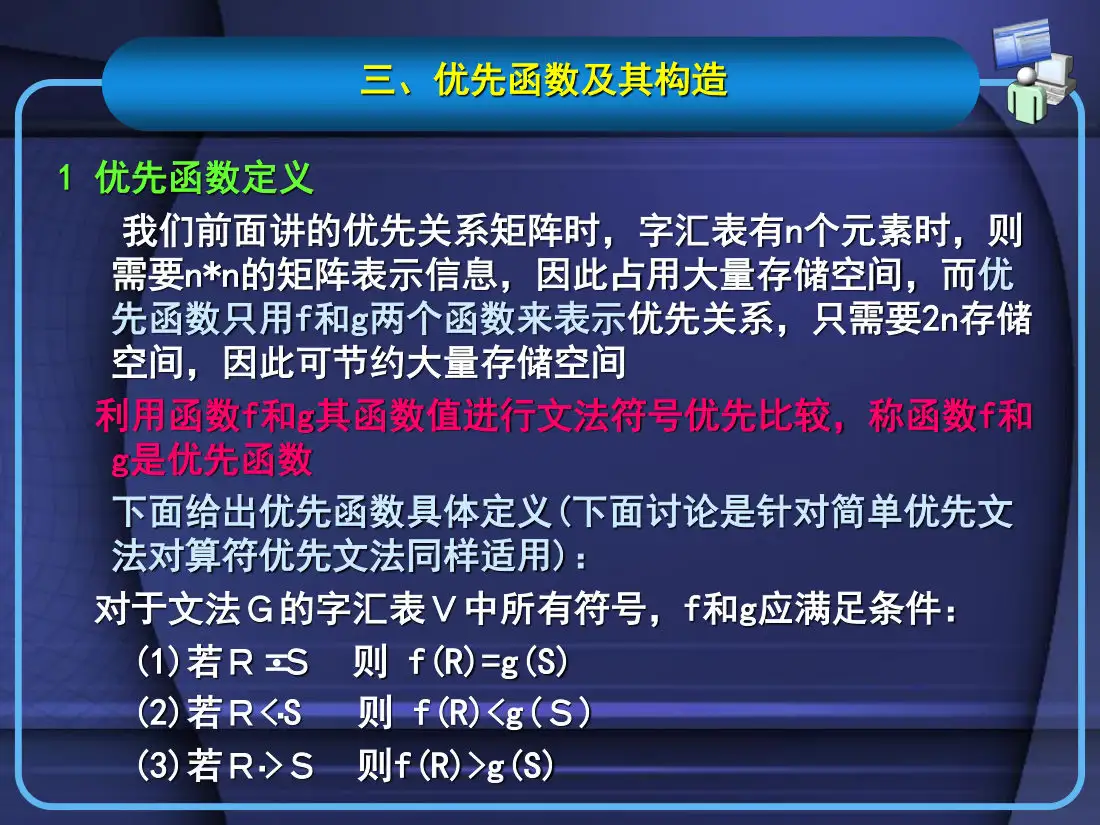 三、优先函数及其构造
1 优先函数定义
我们前面讲的优先关系矩阵时，字汇表有n个元素时，则
需要n*n的矩阵表示信息，因此占用大量存储空间，而优
先函数只用f和g两个函数来表示优先关系，只需要2n存储
空间，因此可节约大量存储空间
利用函数f和g其函数值进行文法符号优先比较，称函数f和
g是优先函数
下面给出优先函数具体定义(下面讨论是针对简单优先文
法对算符优先文法同样适用)：
对于文法Ｇ的字汇表Ｖ中所有符号，f和g应满足条件：
(1)若Ｒ≐S 则 f(R)=g(S)
(2)若Ｒ<·S 则 f(R)<g(Ｓ)
(3)若Ｒ·>Ｓ 则f(R)>g(S)